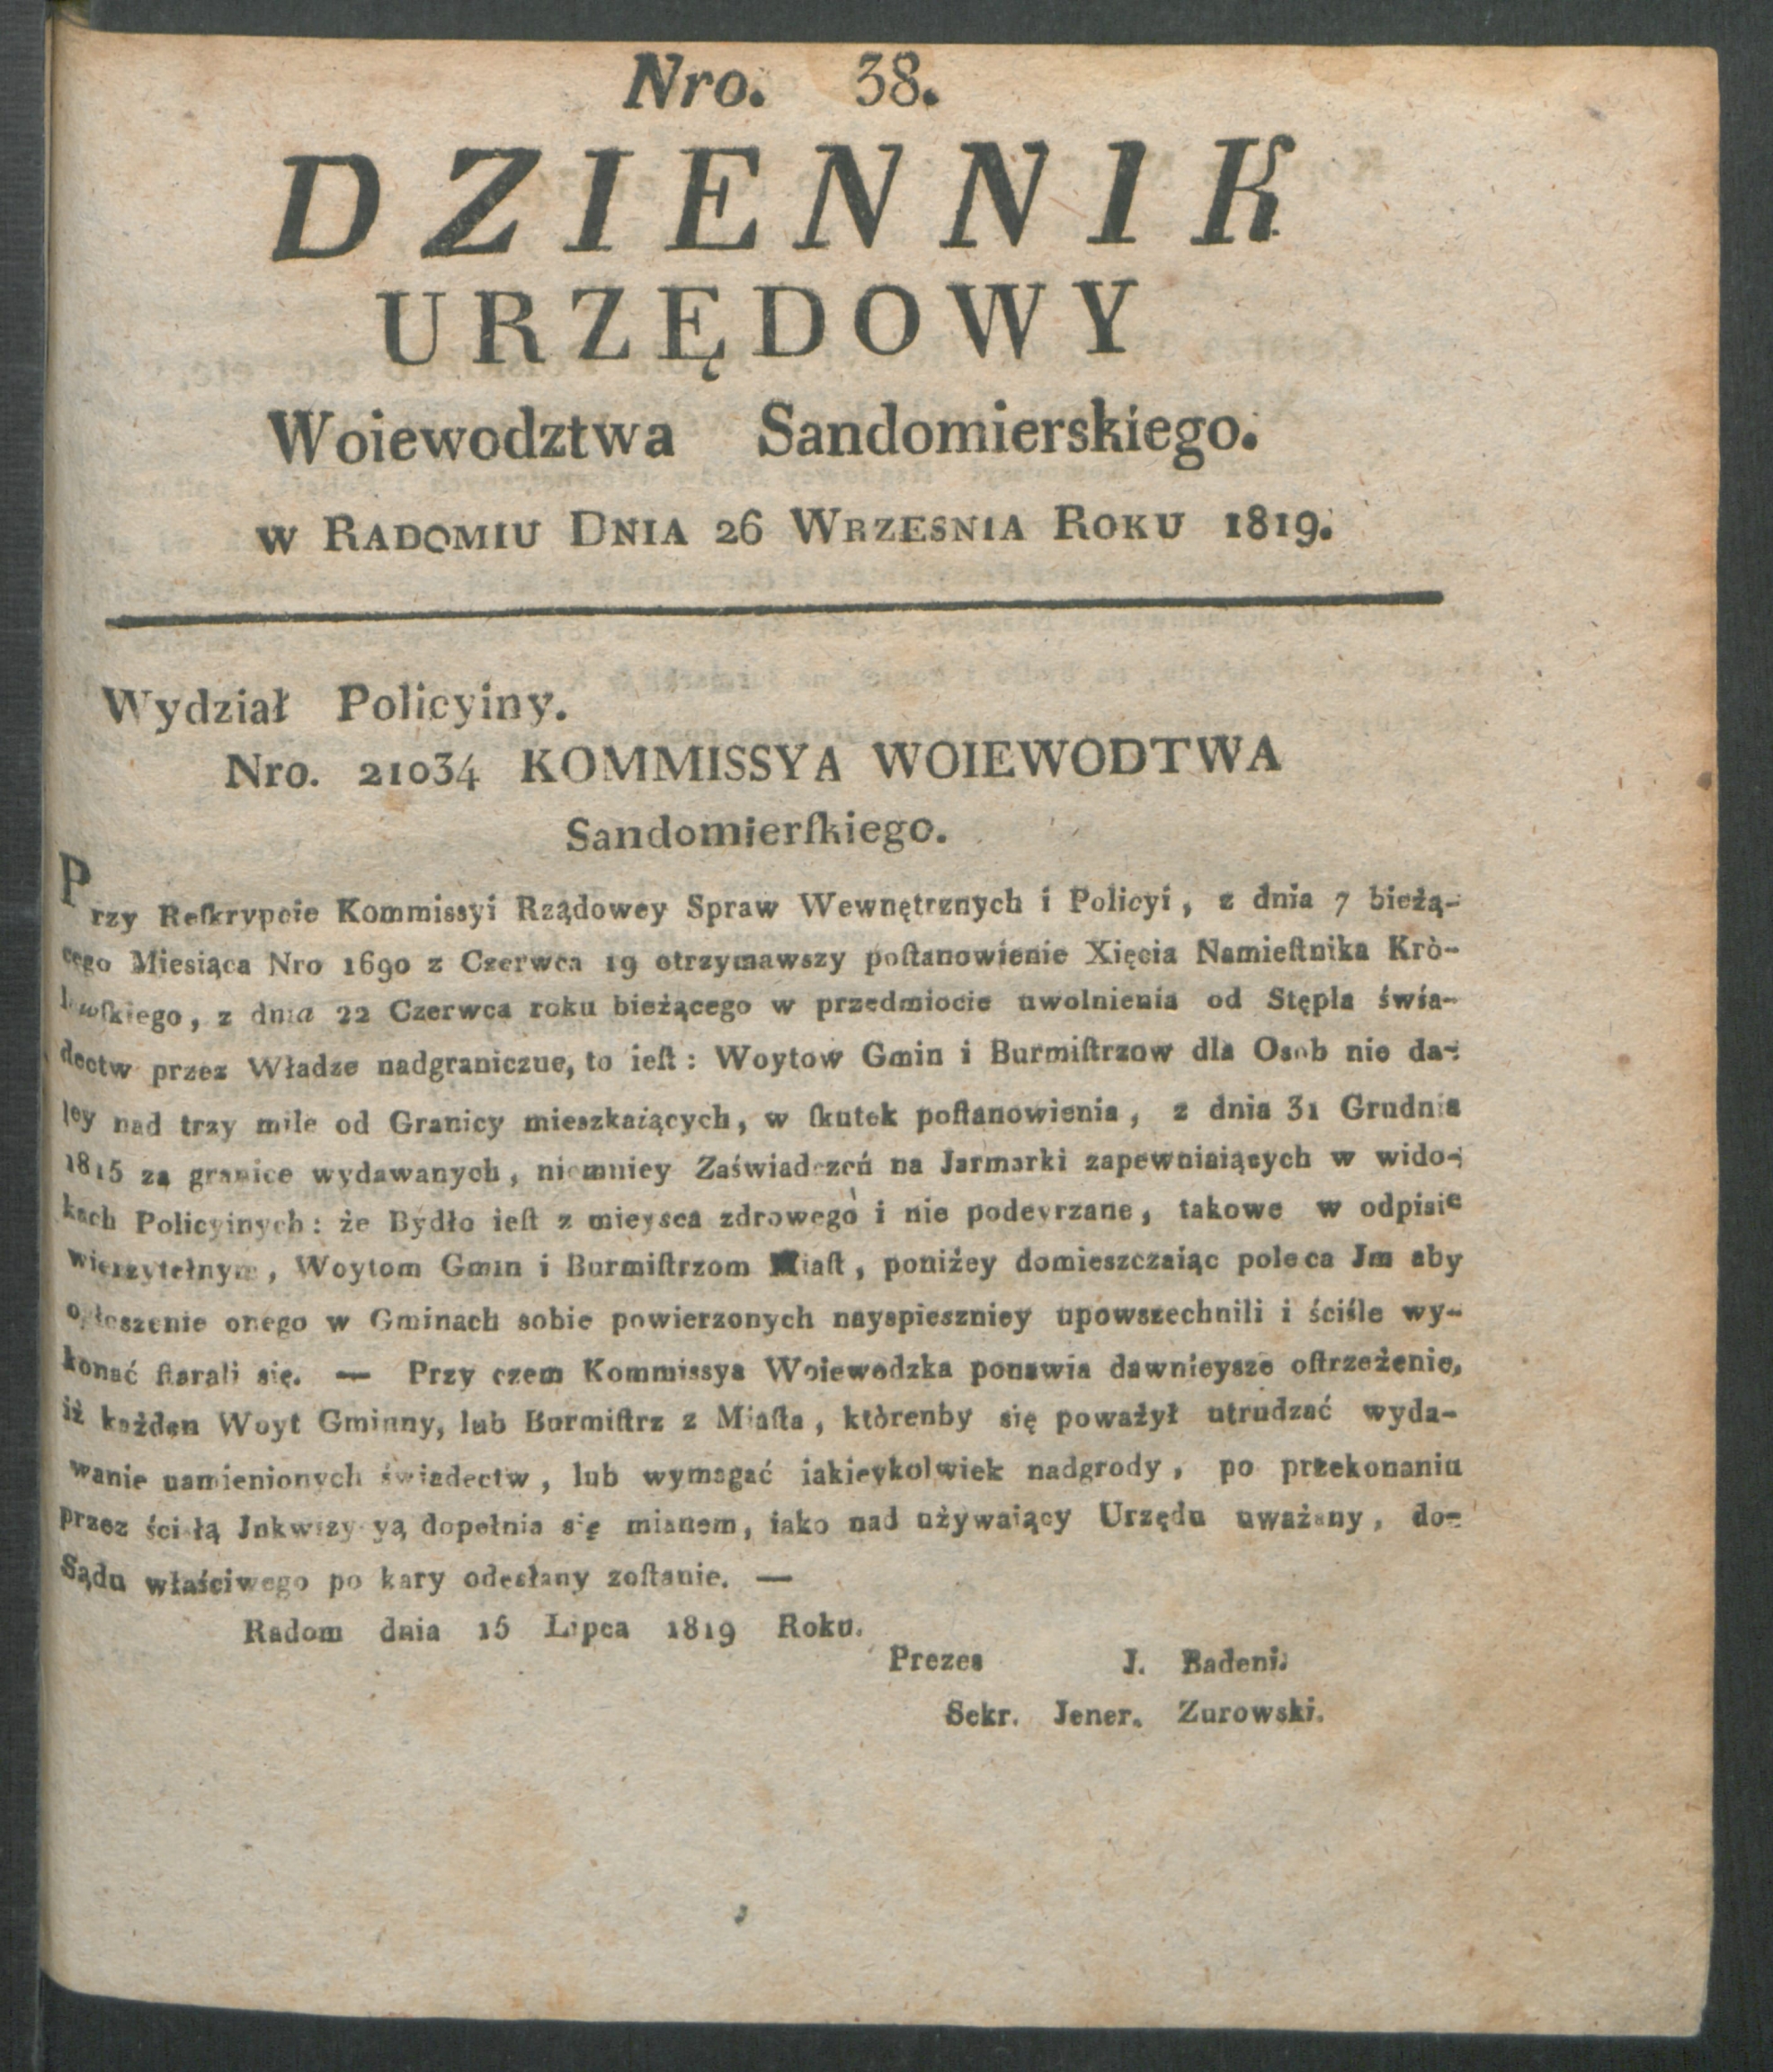 Nro. 38.
DZIENNIK
URZĘDOWY
Woiewodztwa Sandomierskiego.
w Radomiu Dnia 26 Wrzesnia Roku 1819.
Wydział Policyiny.
Nro. 21034 KOMMISSYA WOIEWODTWA
Sandomierſkiego.
Przy Reſkrypcie Kommissyi Rządowey Spraw Wewnętrznych i Policyi, z dnia 7 bieżą-
cego Miesiąca Nro 1690 z Czerwca 19 otrzymawszy poſtanowienie Xięcia Namieſtnika Krò-
lewſkiego, z dnia 22 Czerwca roku bieżącego w przedmiocie uwolnienia od Stępla świa-
dectw przez Władze nadgraniczne, to ieſt: Woytow Gmin i Burmiſtrzow dla Osob nie da-
ley nad trzy mile od Granicy mieszkaiących, w ſkutek poſtanowienia, z dnia 31 Grudnia
1815 za granice wydawanych, niemniey Zaświadczeń na Jarmarki zapewniaiących w wido-
kach Policyinych: że Bydło ieſt z mieysca zdrowego i nie podeyrzane, takowe w odpisie
wierzytełnym, Woytom Gmin i Burmiſtrzom Miaſt, poniżey domieszczaiąc poleca Jm aby
ogłoszenie onego w Gminach sobie powierzonych nayspieszniey upowszechnili i ściśle wy-
konać ſtarali się. — Przy czem Kommissya Woiewodzka ponawia dawnieysze oſtrzeżenie,
iż każden Woyt Gminny, lub Burmiſtrz z Miaſta, ktòrenby się poważył utrudzać wyda-
wanie namienionych świadectw, lub wymagać iakieykolwiek nadgrody, po przekonaniu
przez ścisłą Jnkwizycyą dopełnia się mianem, iako nad używaiący Urzędu uważany, do-
Sądu właściwego po kary odesłany zoſtanie. —
Radom dnia 15 Lipca 1819 Roku.
Prezes J. Badeni.
Sekr. Jener. Zurowski.